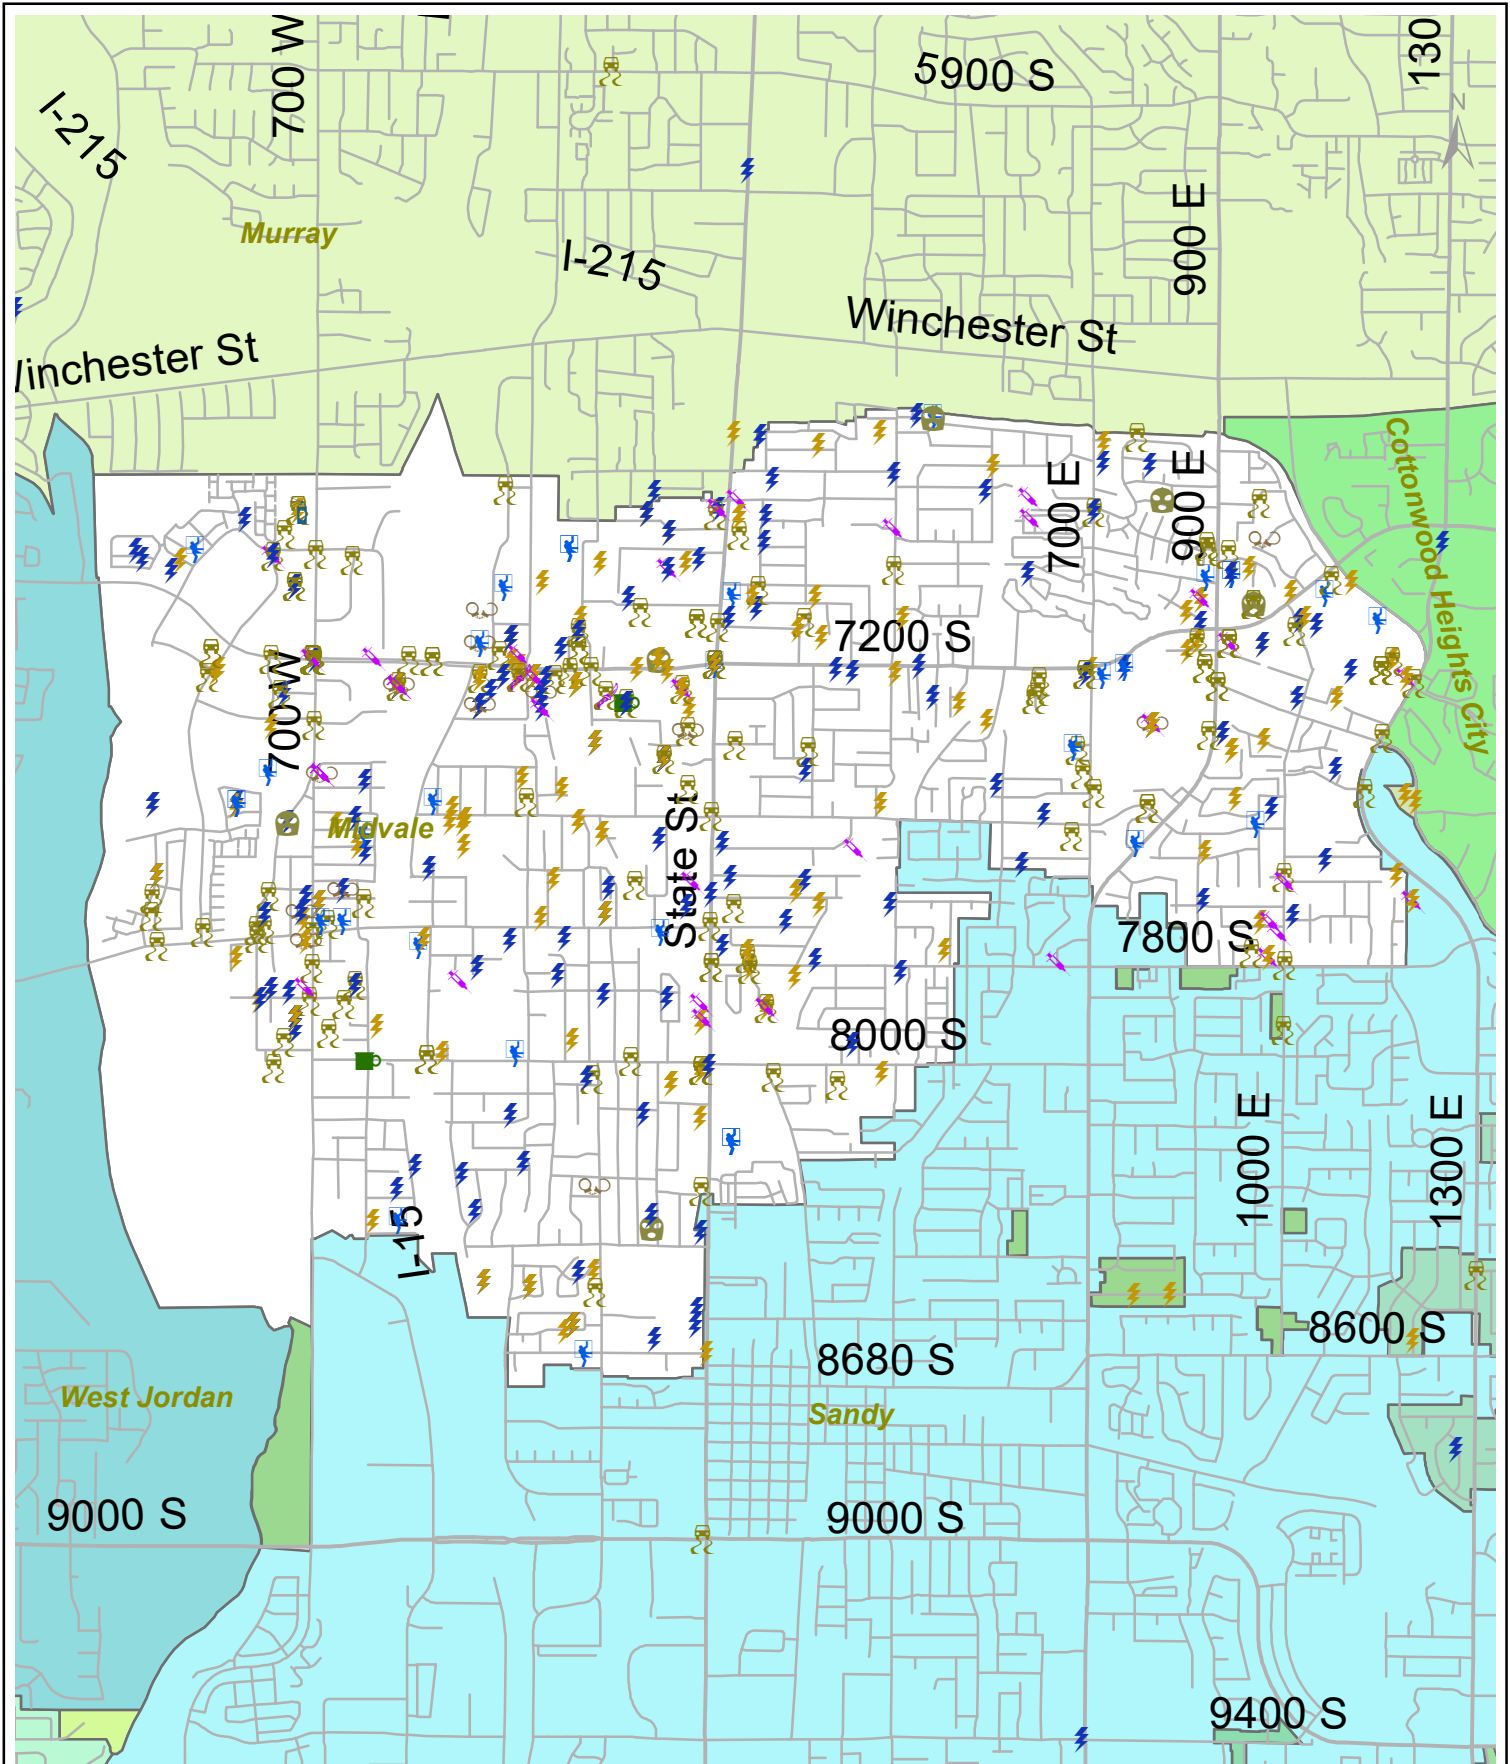 700 W
130
5900 S
I-215
N
900 E
Murray
I-215
Winchester St
Winchester St
Cottonwood Heights City
700 E
900 E
7200 S
700 W
Midvale
State St
7800 S
8000 S
1000 E
1300 E
I-15
8600 S
8680 S
West Jordan
Sandy
9000 S
9000 S
9400 S